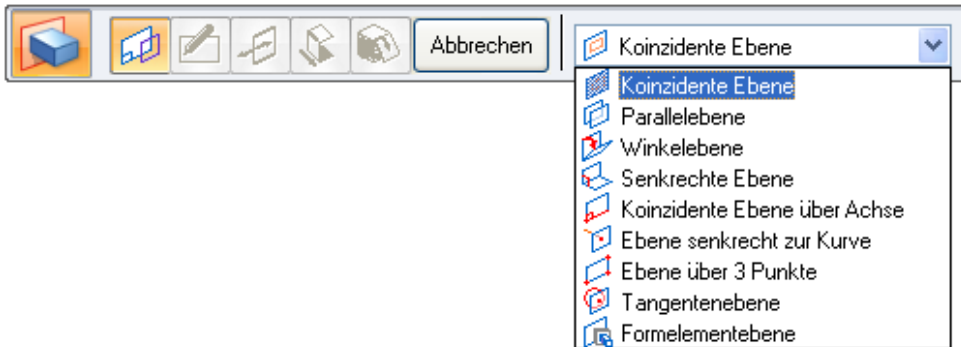 Abbrechen
Koinzidente Ebene
Koinzidente Ebene
Parallelebene
Winkelebene
Senkrechte Ebene
Koinzidente Ebene über Achse
Ebene senkrecht zur Kurve
Ebene über 3 Punkte
Tangentenebene
Formelementebene